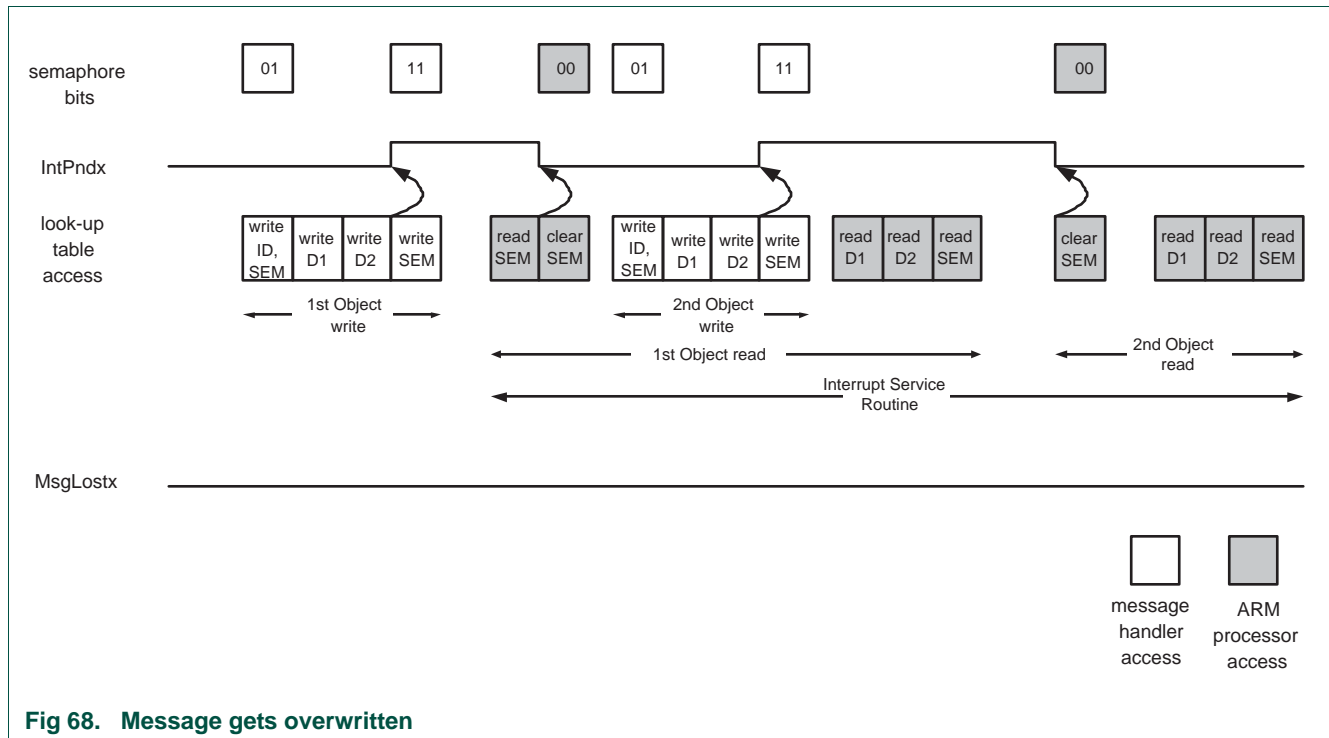 01
11
00
01
11
00
semaphore
bits
IntPndx
look-up
table
access
write
ID,
SEM
write
D1
write
D2
write
SEM
read
SEM
clear
SEM
write
ID,
SEM
write
D1
write
D2
write
SEM
read
D1
read
D2
read
SEM
clear
SEM
read
D1
read
D2
read
SEM
1st Object
write
2nd Object
write
1st Object read
2nd Object
read
Interrupt Service
Routine
MsgLostx
message
handler
access
ARM
processor
access
Fig 68. Message gets overwritten